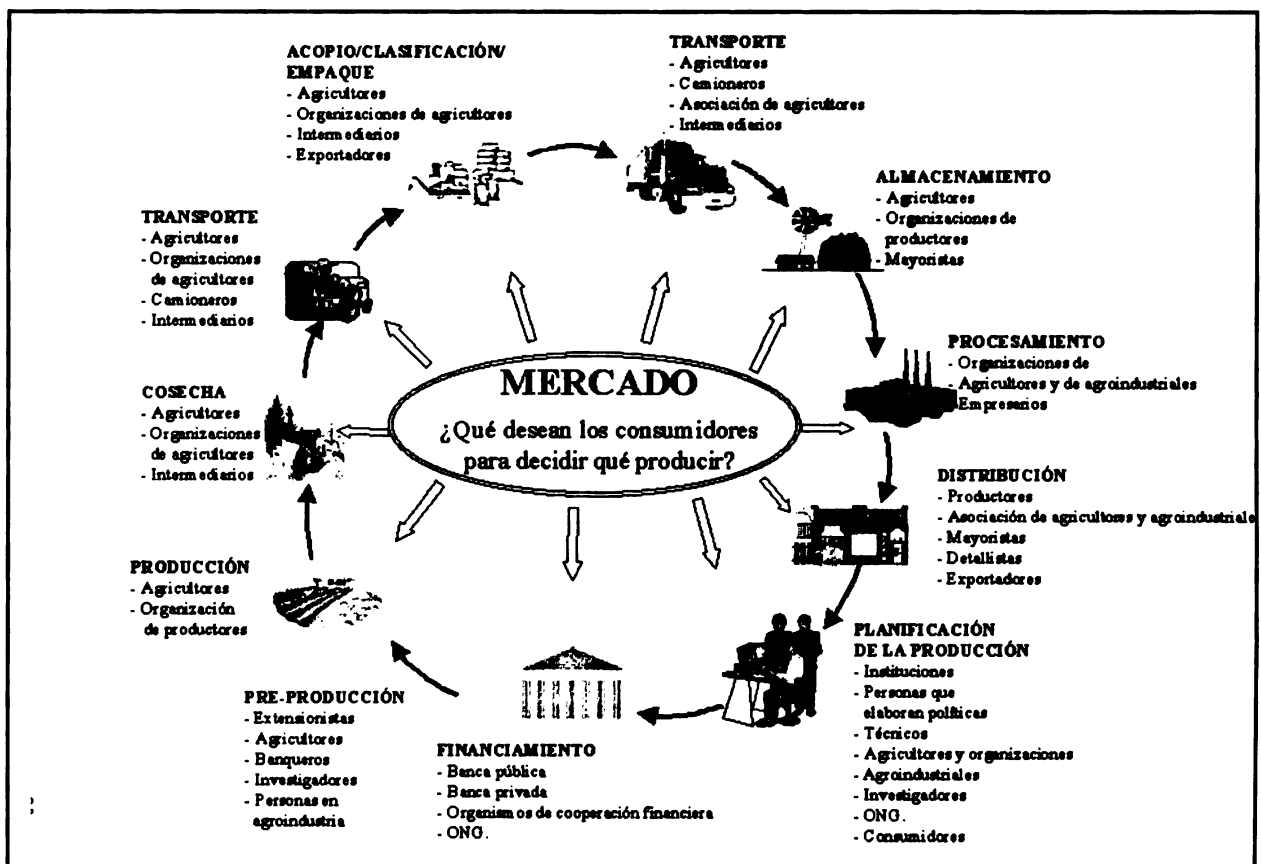 ACOPIO/CLASIFICACIÓN/
EMPAQUE
- Agricultores
- Organizaciones de agricultores
- Intermediarios
- Exportadores
TRANSPORTE
- Agricultores
- Camioneros
- Asociación de agricultores
- Intermediarios
ALMACENAMIENTO
- Agricultores
- Organizaciones de
productores
- Mayoristas
PROCESAMIENTO
- Organizaciones de
- Agricultores y de agroindustriales
- Empresarios
DISTRIBUCIÓN
- Productores
- Asociación de agricultores y agroindustriale
- Mayoristas
- Detallistas
- Exportadores
PLANIFICACIÓN
DE LA PRODUCCIÓN
- Instituciones
- Personas que
elaboran políticas
- Técnicos
- Agricultores y organizaciones
- Agroindustriales
- Investigadores
- ONG.
- Consumidores
FINANCIAMIENTO
- Banca pública
- Banca privada
- Organismos de cooperación financiera
- ONG.
PRE-PRODUCCIÓN
- Extensionistas
- Agricultores
- Banqueros
- Investigadores
- Personas en
agroindustria
PRODUCCIÓN
- Agricultores
- Organización
de productores
COSECHA
- Agricultores
- Organizaciones
de agricultores
- Intermediarios
TRANSPORTE
- Agricultores
- Organizaciones
de agricultores
- Camioneros
- Intermediarios
MERCADO
¿Qué desean los consumidores
para decidir qué producir?